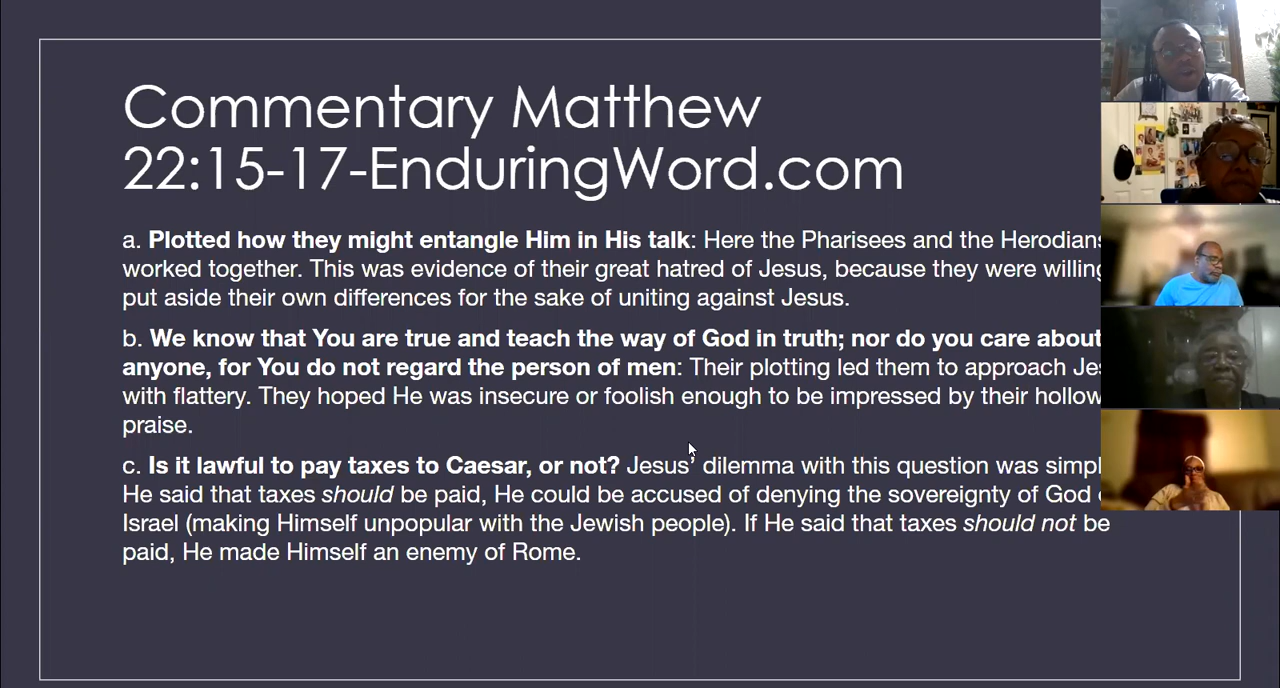 Commentary Matthew
22:15-17-EnduringWord.com
a. Plotted how they might entangle Him in His talk: Here the Pharisees and the Herodians
worked together. This was evidence of their great hatred of Jesus, because they were willing
put aside their own differences for the sake of uniting against Jesus.
b. We know that You are true and teach the way of God in truth; nor do you care about
anyone, for You do not regard the person of men: Their plotting led them to approach
with flattery. They hoped He was insecure or foolish enough to be impressed by their hollow
praise.
c. Is it lawful to pay taxes to Caesar, or not? Jesus' dilemma with this question was
He said that taxes should be paid, He could be accused of denying the sovereignty of God
Israel (making Himself unpopular with the Jewish people). If He said that taxes should not be
paid, He made Himself an enemy of Rome.